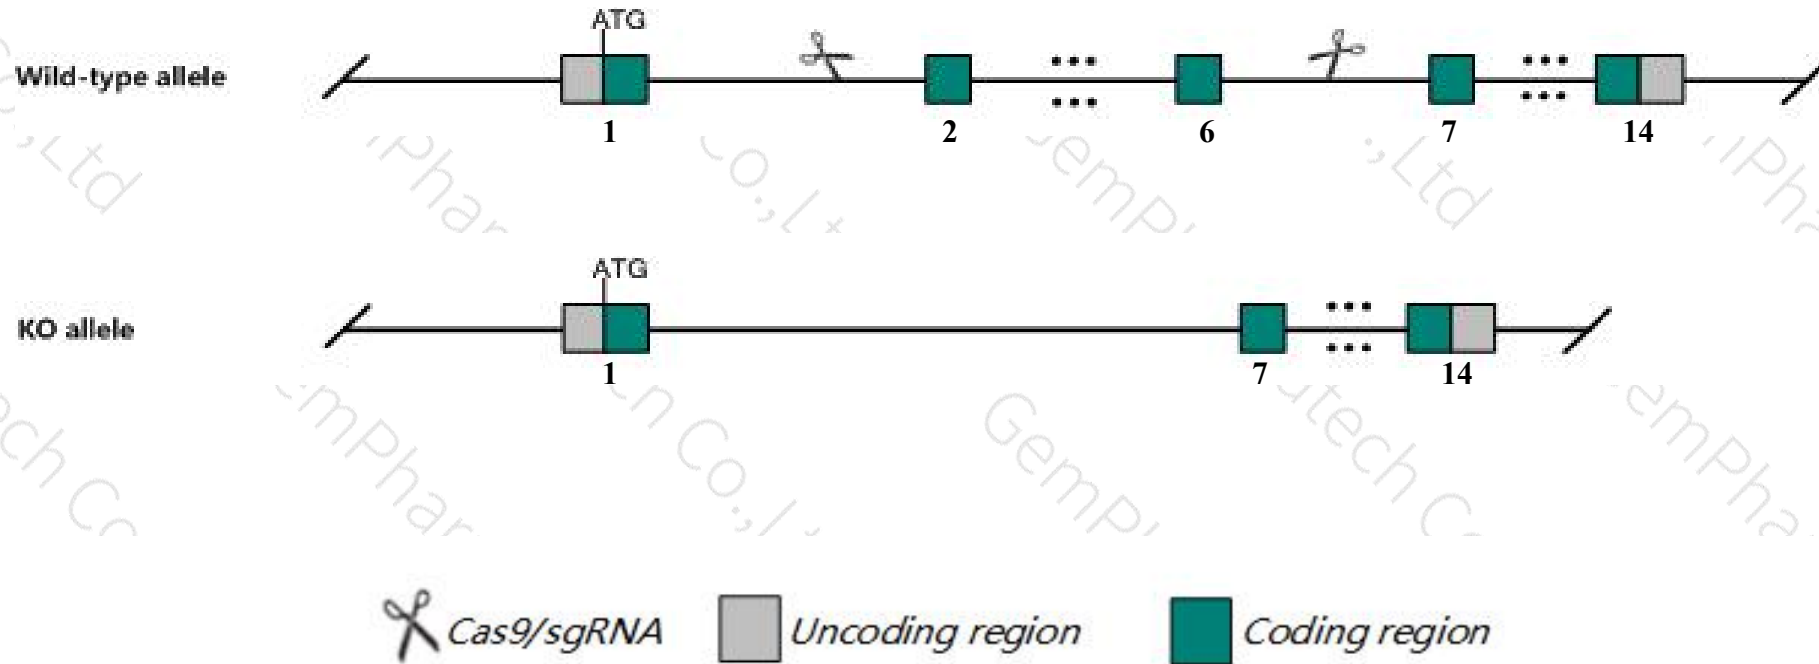 ATG
Wild-type allele
1 2 6 7 14
ATG
KO allele
1 7 14
GemPh
Cas9/sgRNA
Uncoding region
Coding region